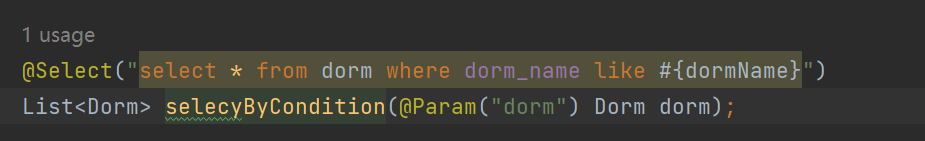 1 usage
@Select("select * from dorm where dorm_name like #{dormName}")
List<Dorm> selecyByCondition(@Param("dorm") Dorm dorm);